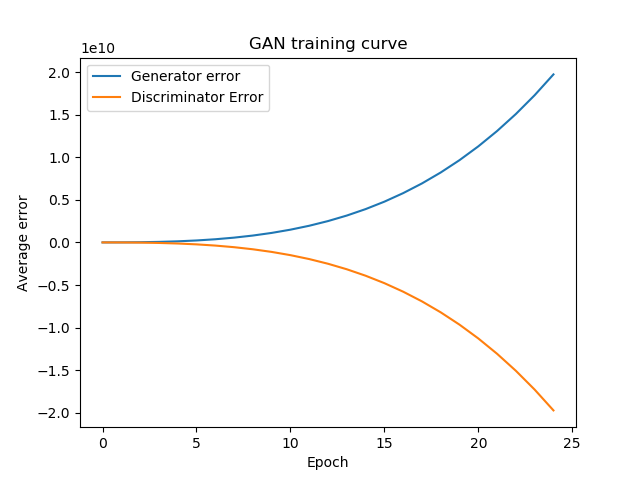 GAN training curve
1e10
Generator error
Discriminator Error
2.0
1.5
1.0
0.5
0.0
−0.5
−1.0
−1.5
−2.0
Average error
0 5 10 15 20 25
Epoch